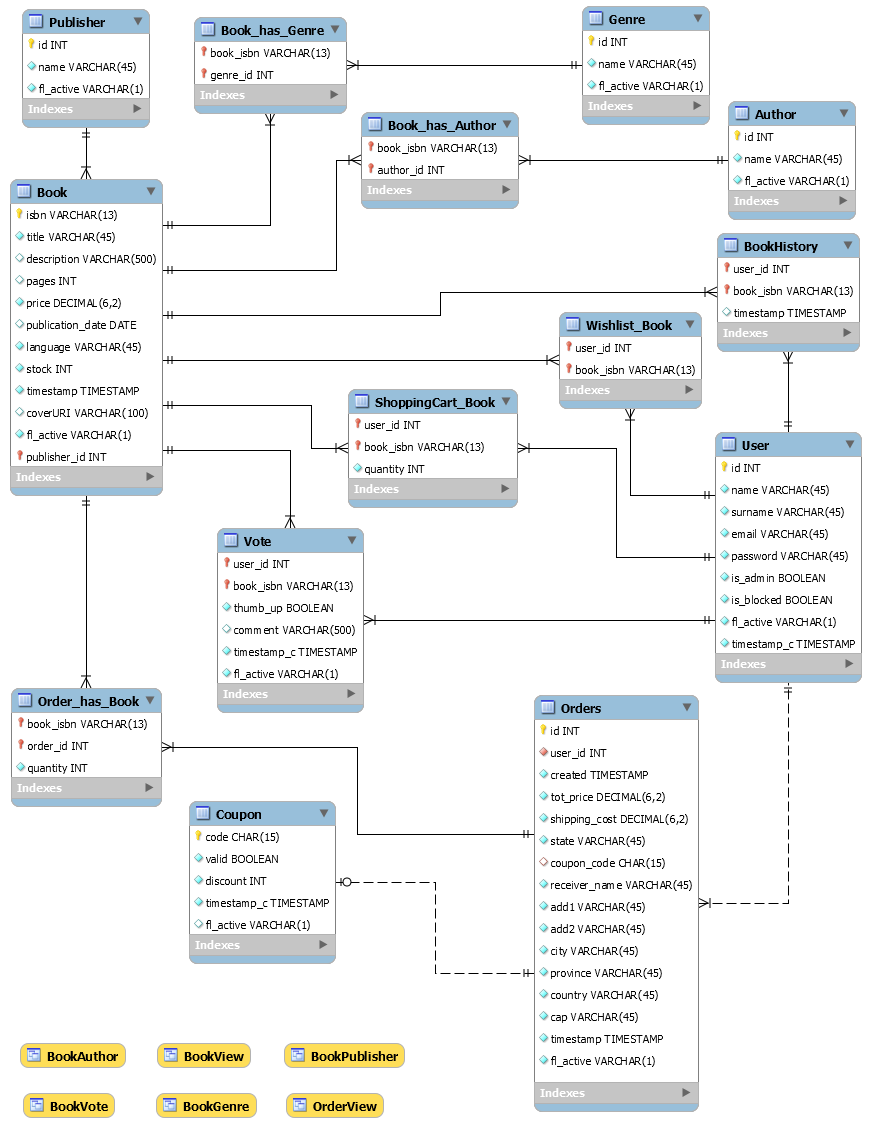 Publisher
id INT
name VARCHAR(45)
fl_active VARCHAR(1)
Indexes
Book_has_Genre
book_isbn VARCHAR(13)
genre_id INT
Indexes
Genre
id INT
name VARCHAR(45)
fl_active VARCHAR(1)
Indexes
Book_has_Author
book_isbn VARCHAR(13)
author_id INT
Indexes
Author
id INT
name VARCHAR(45)
fl_active VARCHAR(1)
Indexes
Book
isbn VARCHAR(13)
title VARCHAR(45)
description VARCHAR(500)
pages INT
price DECIMAL(6,2)
publication_date DATE
language VARCHAR(45)
stock INT
timestamp TIMESTAMP
coverURI VARCHAR(100)
fl_active VARCHAR(1)
publisher_id INT
Indexes
BookHistory
user_id INT
book_isbn VARCHAR(13)
timestamp TIMESTAMP
Indexes
Wishlist_Book
user_id INT
book_isbn VARCHAR(13)
Indexes
ShoppingCart_Book
user_id INT
book_isbn VARCHAR(13)
quantity INT
Indexes
User
id INT
name VARCHAR(45)
surname VARCHAR(45)
email VARCHAR(45)
password VARCHAR(45)
is_admin BOOLEAN
is_blocked BOOLEAN
fl_active VARCHAR(1)
timestamp_c TIMESTAMP
Indexes
Vote
user_id INT
book_isbn VARCHAR(13)
thumb_up BOOLEAN
comment VARCHAR(500)
timestamp_c TIMESTAMP
fl_active VARCHAR(1)
Indexes
Order_has_Book
book_isbn VARCHAR(13)
order_id INT
quantity INT
Indexes
Orders
id INT
user_id INT
created TIMESTAMP
tot_price DECIMAL(6,2)
shipping_cost DECIMAL(6,2)
state VARCHAR(45)
coupon_code CHAR(15)
receiver_name VARCHAR(45)
add1 VARCHAR(45)
add2 VARCHAR(45)
city VARCHAR(45)
province VARCHAR(45)
country VARCHAR(45)
cap VARCHAR(45)
timestamp TIMESTAMP
fl_active VARCHAR(1)
Indexes
Coupon
code CHAR(15)
valid BOOLEAN
discount INT
timestamp_c TIMESTAMP
fl_active VARCHAR(1)
Indexes
BookAuthor
BookView
BookPublisher
BookVote
BookGenre
OrderView